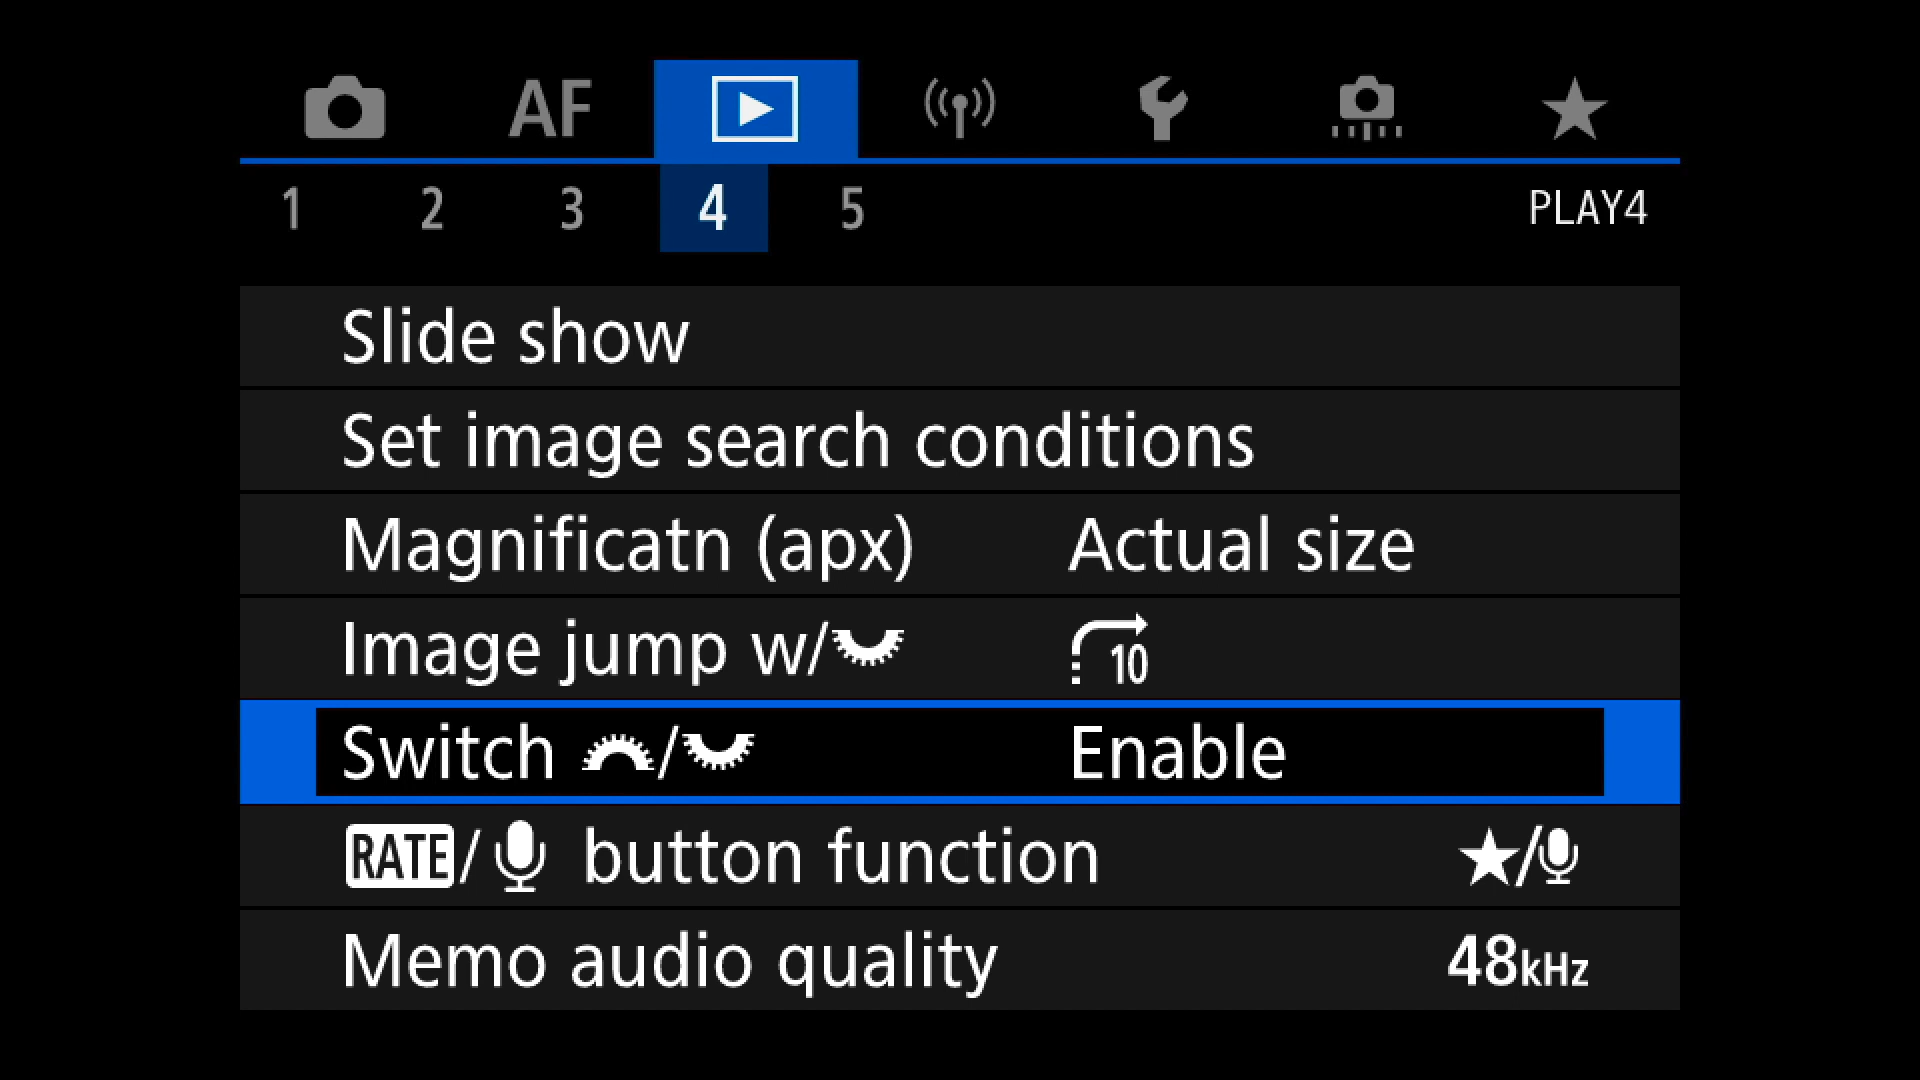 AF
1 2 3 4 5 PLAY4
Slide show
Set image search conditions
Magnificatn (apx) Actual size
Image jump w/ 10
Switch / Enable
RATE/ button function ★/
Memo audio quality 48kHz